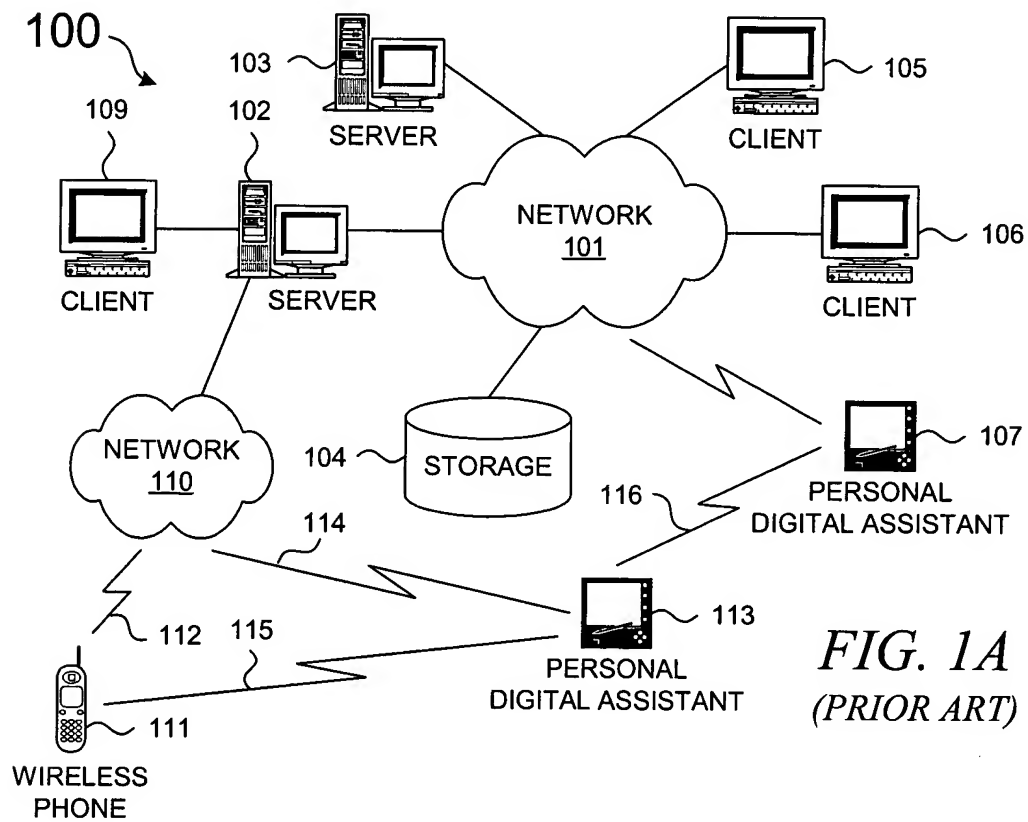 100
103
SERVER
105
CLIENT
109
102
CLIENT
SERVER
NETWORK
101
106
CLIENT
NETWORK
110
104
STORAGE
107
PERSONAL
DIGITAL ASSISTANT
116
114
112
115
113
PERSONAL
DIGITAL ASSISTANT
111
WIRELESS
PHONE
FIG. 1A
(PRIOR ART)